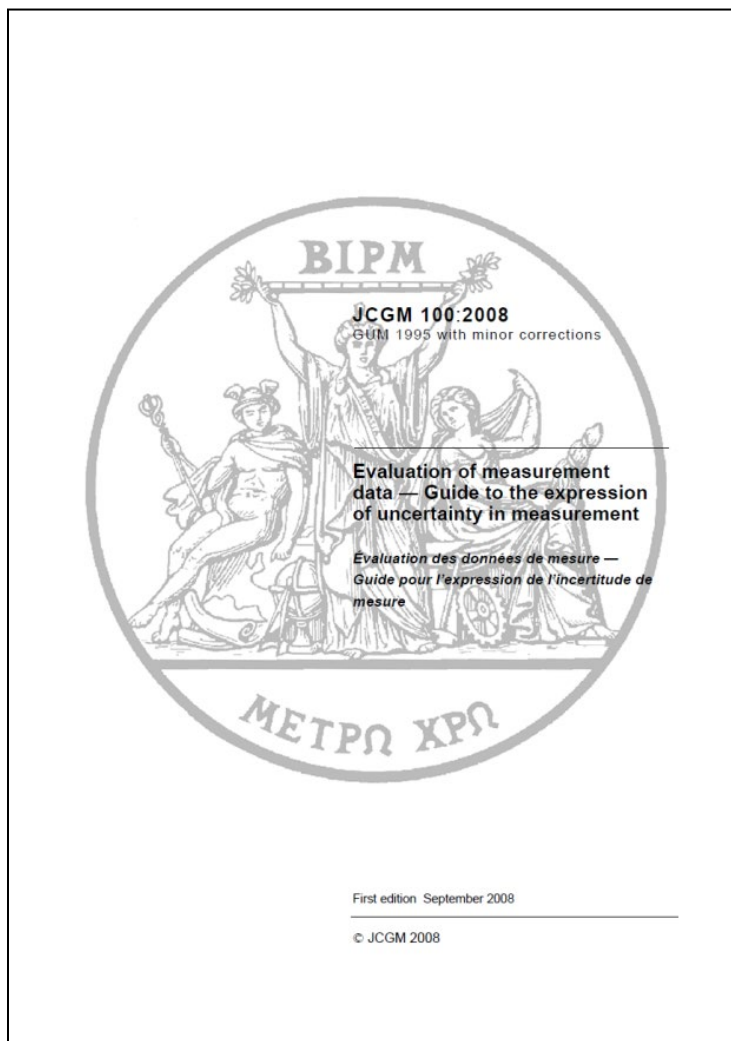 BIPM
JCGM 100:2008
GUM 1995 with minor corrections
Evaluation of measurement
data — Guide to the expression
of uncertainty in measurement
Évaluation des données de mesure —
Guide pour l’expression de l’incertitude de
mesure
ΜΕΤΡΩ ΧΡΩ
First edition September 2008
© JCGM 2008